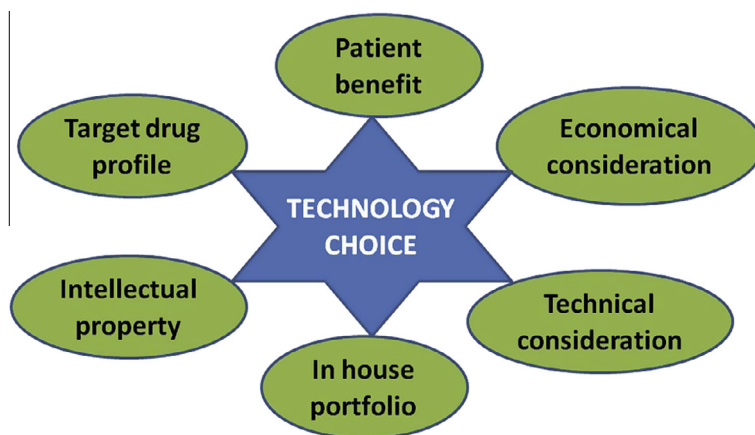 Patient
benefit
Target drug
profile
Economical
consideration
TECHNOLOGY
CHOICE
Intellectual
property
Technical
consideration
In house
portfolio